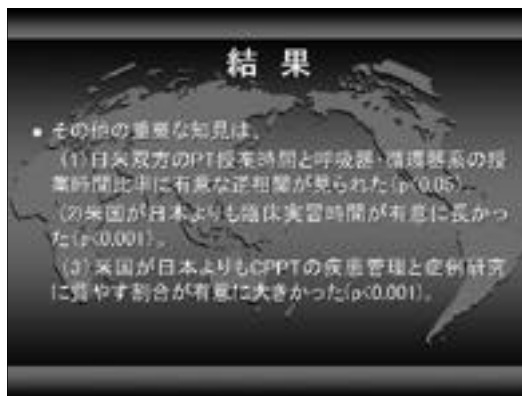 結 果
• その他の重要な知見は、
(1)日米双方のPT授業時間と呼吸器・循環器系の授
業時間比率に有意な逆相関が見られた(p<0.05)。
(2)米国が日本よりも臨床実習時間が有意に長かっ
た(p<0.001)。
(3)米国が日本よりもCPPTの疾患管理と症例研究
に費やす割合が有意に大きかった(p<0.001)。